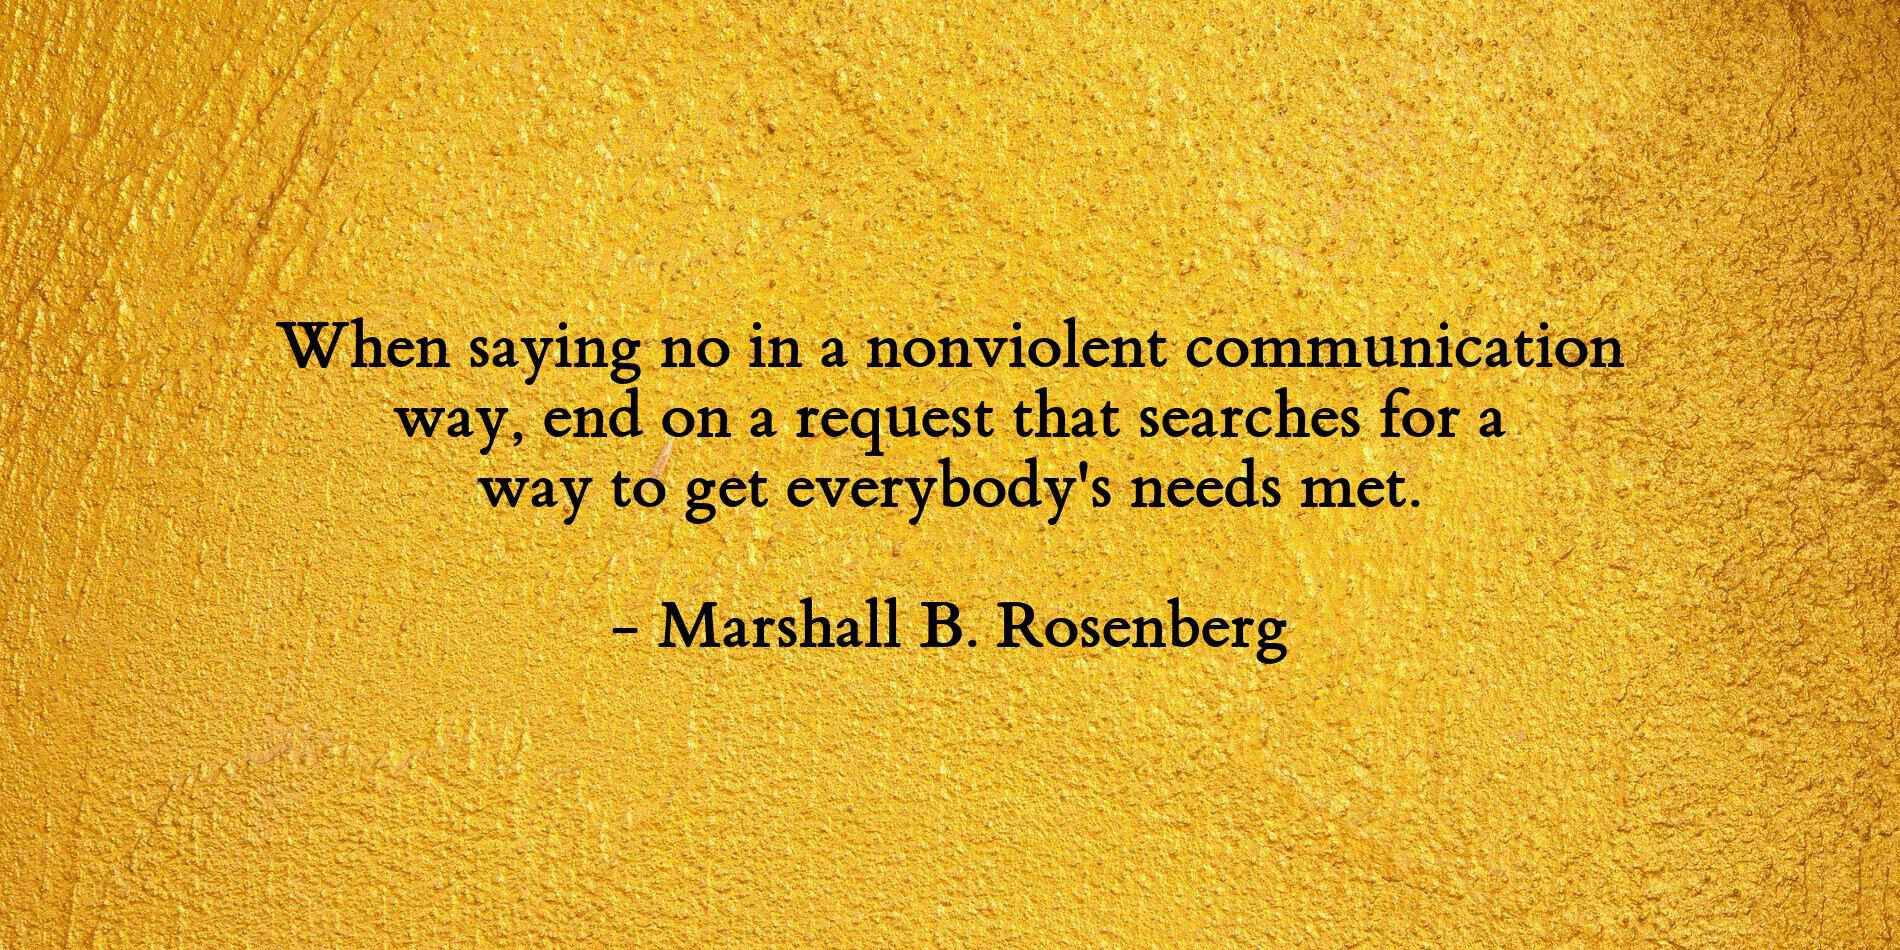 When saying no in a nonviolent communication
way, end on a request that searches for a
way to get everybody's needs met.
- Marshall B. Rosenberg